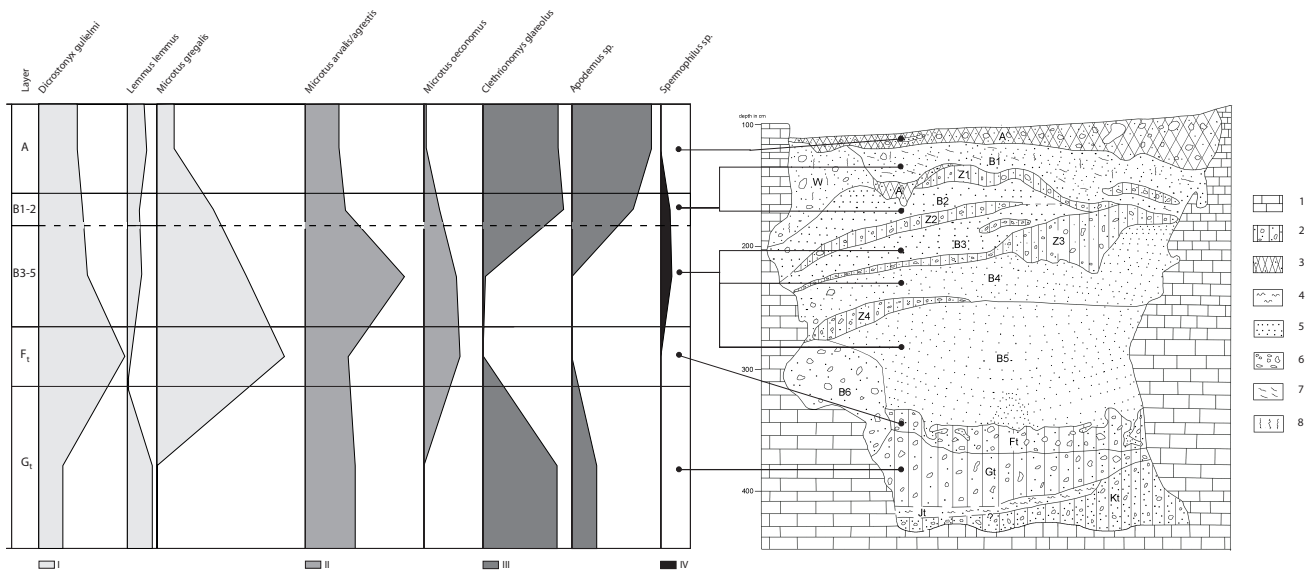 Layer
Dicrostonyx gulielmi
Lemmus lemmus
Microtus gregalis
Microtus arvalis/agrestis
Microtus oeconomus
Clethrionomys glareolus
Apodemus sp.
Spermophilus sp.
A
B1-2
B3-5
Ft
Gt
I
II
III
IV
depth in cm
100
200
300
400
A
B1
W
Z1
A
B2
Z2
B3
Z3
B4
Z4
B5
B6
Ft
Gt
Kt
Jt
1
2
3
4
5
6
7
8